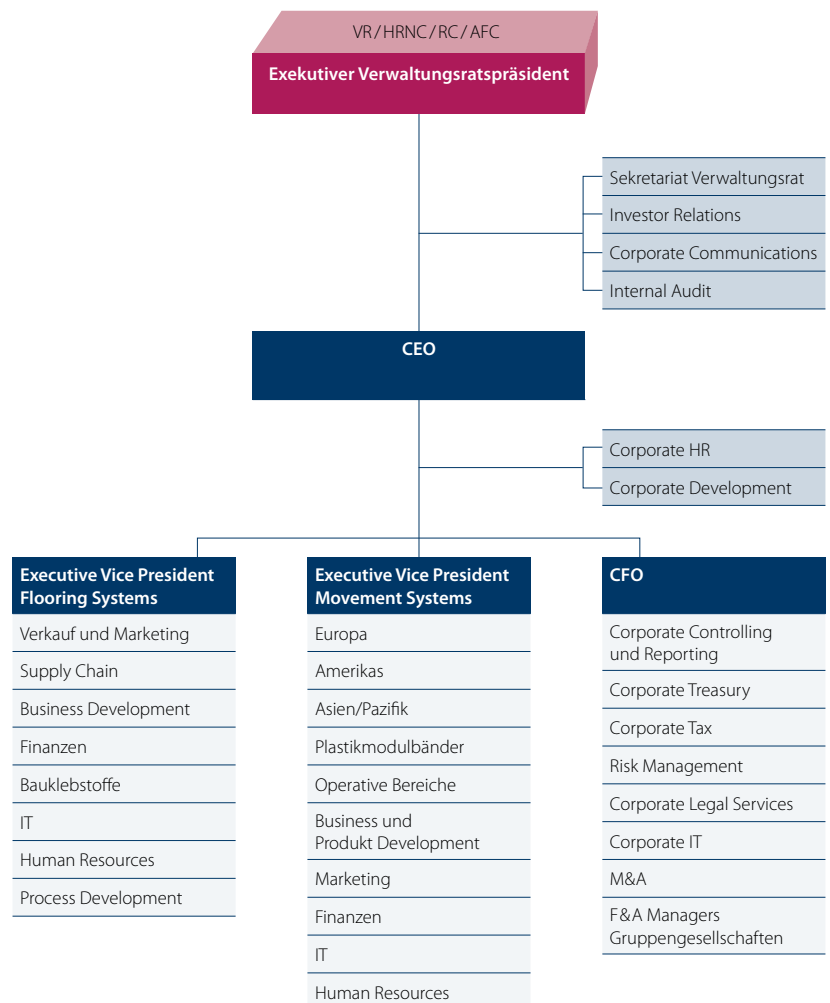 VR / HRNC / RC / AFC
Exekutiver Verwaltungsratspräsident
Sekretariat Verwaltungsrat
Investor Relations
Corporate Communications
Internal Audit
CEO
Corporate HR
Corporate Development
Executive Vice President
Flooring Systems
Verkauf und Marketing
Supply Chain
Business Development
Finanzen
Bauklebstoffe
IT
Human Resources
Process Development
Executive Vice President
Movement Systems
Europa
Amerikas
Asien/Pazifik
Plastikmodulbänder
Operative Bereiche
Business und
Produkt Development
Marketing
Finanzen
IT
Human Resources
CFO
Corporate Controlling
und Reporting
Corporate Treasury
Corporate Tax
Risk Management
Corporate Legal Services
Corporate IT
M&A
F & A Managers
Gruppengesellschaften